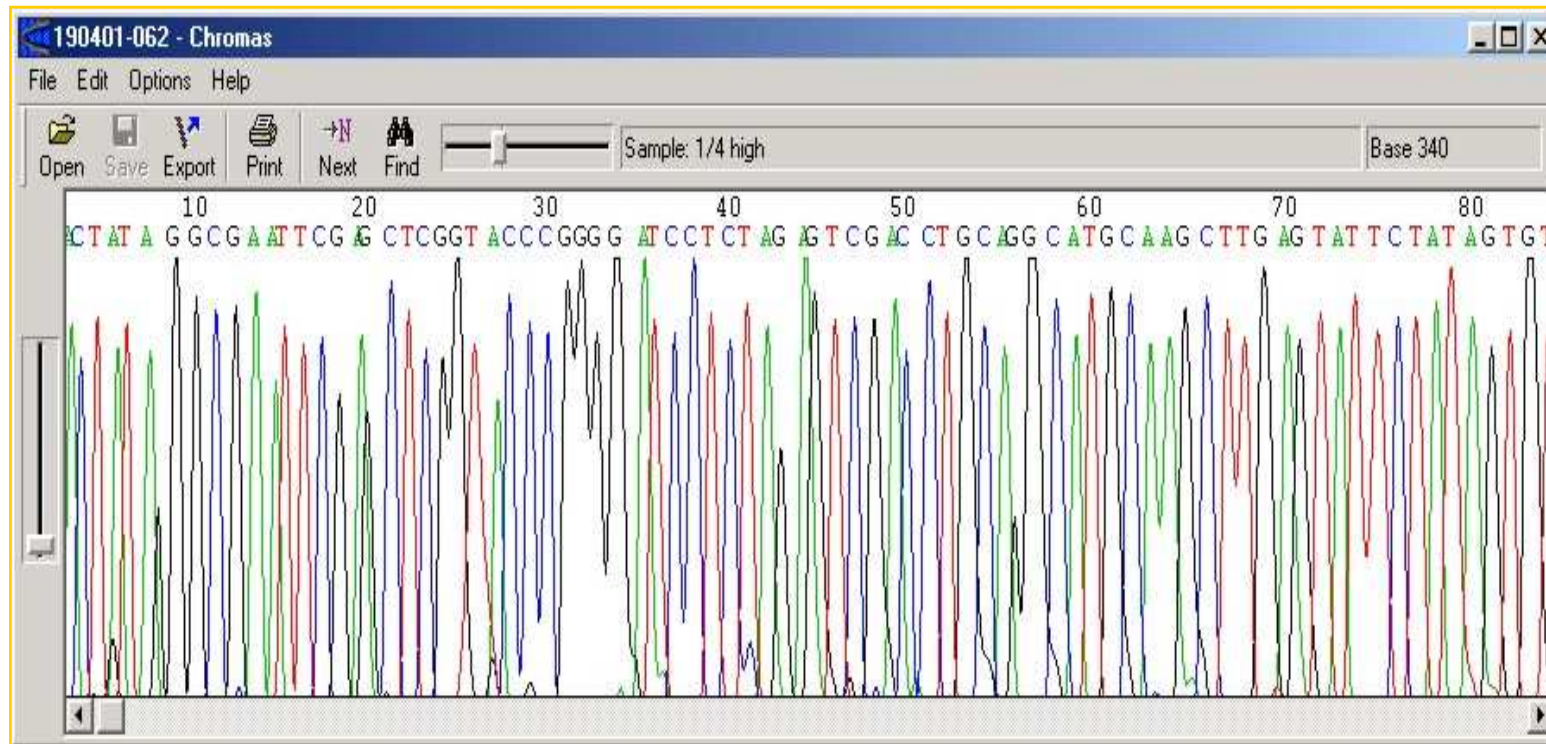 190401-062 - Chromas
File Edit Options Help
Open Save Export Print Next Find Sample: 1/4 high Base 340
10 20 30 40 50 60 70 80
ACTATAGGCGAATTCGAGCTCGGTACCCGGGGATCCTCTAGAGTCGACCTGCAGGCATGCAAGCTTGAGTATTCTATAGTGT